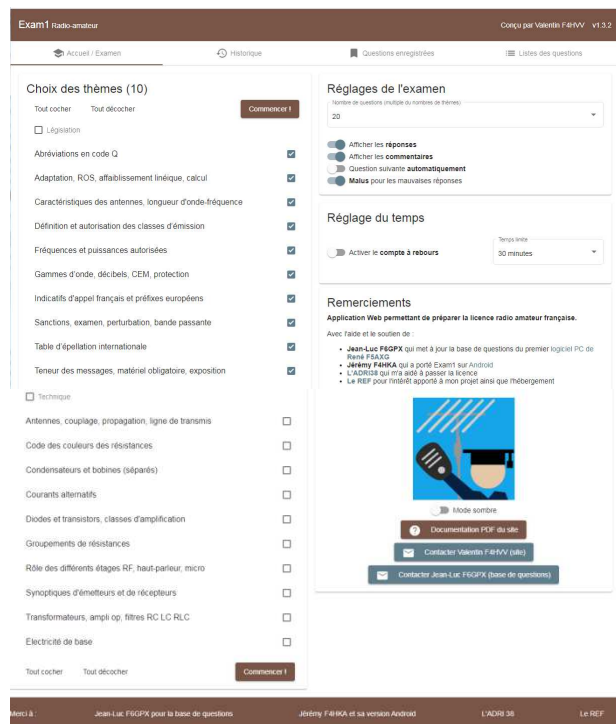 Exam1 Radio-amateur
Conçu par Valentin F4HVV v1.3.2
Accueil / Examen
Historique
Questions enregistrées
Listes des questions
Choix des thèmes (10)
Tout cocher Tout décocher Commencer !
Législation
Abréviations en code Q
Adaptation, ROS, affaiblissement linéique, calcul
Caractéristiques des antennes, longueur d'onde-fréquence
Définition et autorisation des classes d'émission
Fréquences et puissances autorisées
Gammes d'onde, décibels, CEM, protection
Indicatifs d'appel français et préfixes européens
Sanctions, examen, perturbation, bande passante
Table d'épellation internationale
Teneur des messages, matériel obligatoire, exposition
Technique
Antennes, couplage, propagation, ligne de transmis
Code des couleurs des résistances
Condensateurs et bobines (séparés)
Courants alternatifs
Diodes et transistors, classes d'amplification
Groupements de résistances
Rôle des différents étages RF, haut-parleur, micro
Synoptiques d'émetteurs et de récepteurs
Transformateurs, ampli op, filtres RC LC RLC
Electricité de base
Tout cocher Tout décocher Commencer !
Réglages de l'examen
Nombre de questions (multiple du nombres de thèmes)
20
Afficher les réponses
Afficher les commentaires
Question suivante automatiquement
Malus pour les mauvaises réponses
Réglage du temps
Activer le compte à rebours
Temps limite
30 minutes
Remerciements
Application Web permettant de préparer la licence radio amateur française.
Avec l'aide et le soutien de :
Jean-Luc F6GPX qui met à jour la base de questions du premier logiciel PC de
René F5AXG
Jérémy F4HKA qui a porté Exam1 sur Android
L'ADRI38 qui m'a aidé à passer la licence
Le REF pour l'intérêt apporté à mon projet ainsi que l'hébergement
Mode sombre
Documentation PDF du site
Contacter Valentin F4HVV (site)
Contacter Jean-Luc F6GPX (base de questions)
Merci à :
Jean-Luc F6GPX pour la base de questions
Jérémy F4HKA et sa version Android
L'ADRI 38
Le REF